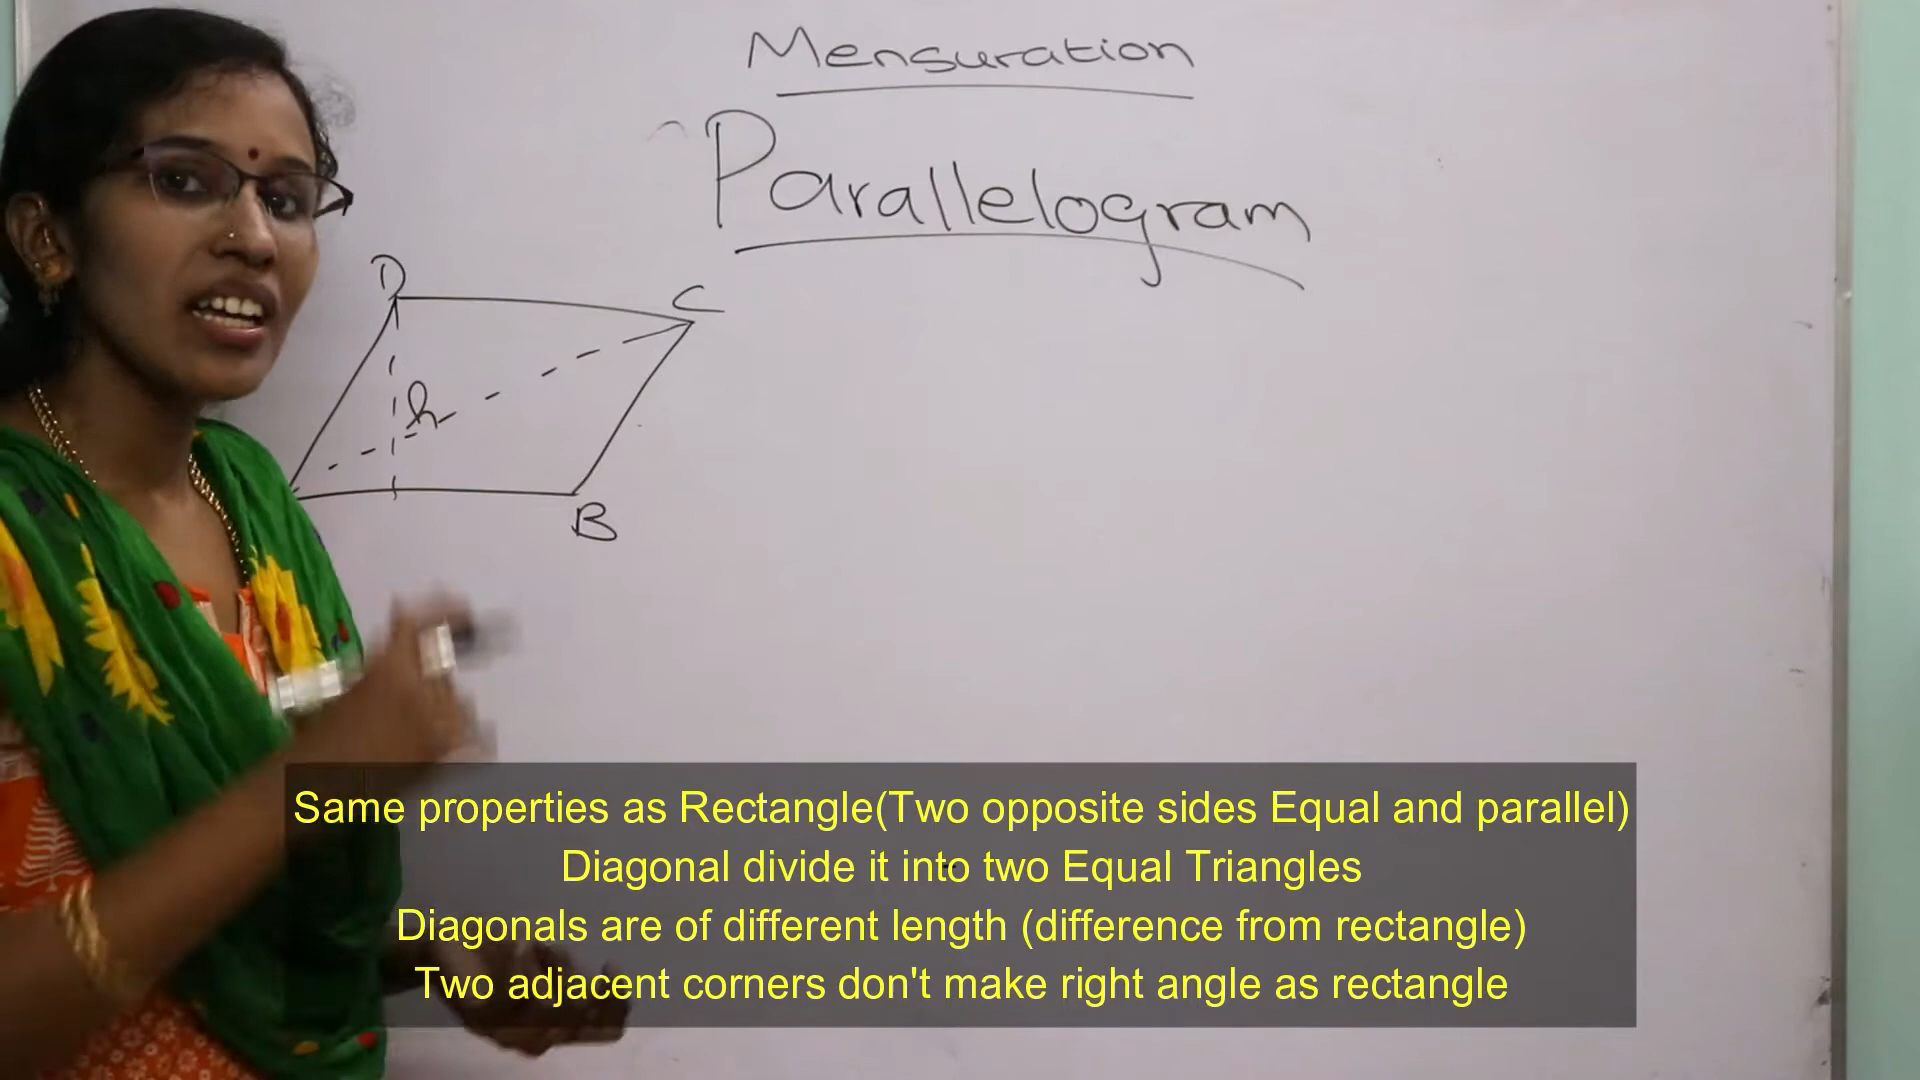 Mensuration
Parallelogram
D
C
h
B
Same properties as Rectangle(Two opposite sides Equal and parallel)
Diagonal divide it into two Equal Triangles
Diagonals are of different length (difference from rectangle)
Two adjacent corners don't make right angle as rectangle